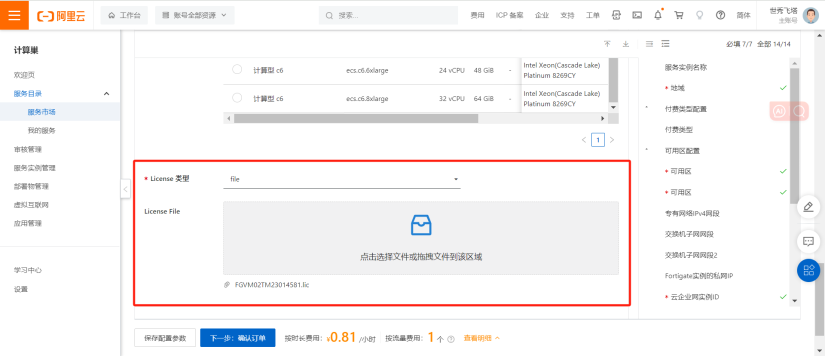 阿里云
工作台
账号全部资源
搜索...
费用
ICP 备案
企业
支持
工单
简体
世秃飞塔
主账号
计算巢
欢迎页
服务目录
服务市场
我的服务
审核管理
服务实例管理
部署物管理
虚拟互联网
应用管理
学习中心
设置
必填 7/7 全部 14/14
计算型 c6 ecs.c6.6xlarge 24 vCPU 48 GiB - Intel Xeon(Cascade Lake)
Platinum 8269CY
计算型 c6 ecs.c6.8xlarge 32 vCPU 64 GiB - Intel Xeon(Cascade Lake)
Platinum 8269CY
1
* License 类型 file
License File
点击选择文件或拖拽文件到该区域
FGVM02TM23014581.lic
服务实例名称
* 地域
付费类型配置
付费类型
可用区配置
* 可用区
* 可用区
专有网络IPv4网段
交换机子网网段
交换机子网网段2
Fortigate实例的私网IP
* 云企业网实例ID
保存配置参数
下一步：确认订单
按时长费用：¥0.81 /小时
按流量费用：1 个
查看明细